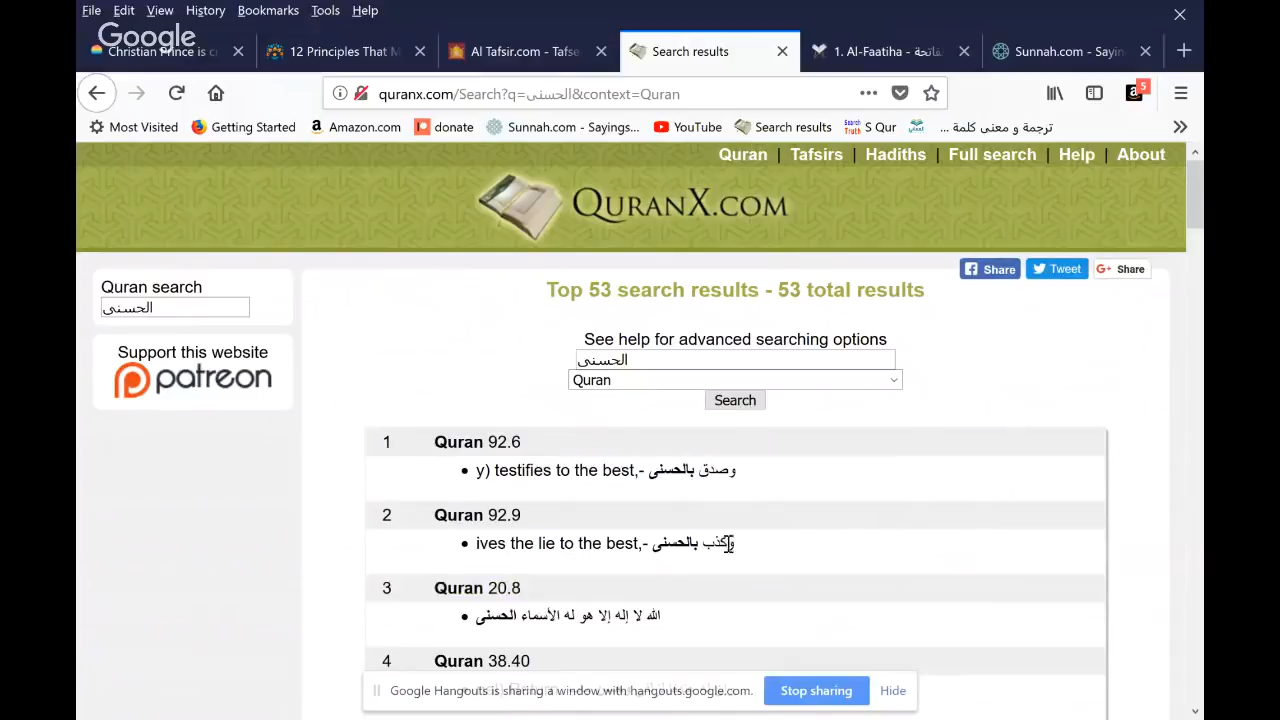 File Edit View History Bookmarks Tools Help
Google
Christian Prince is c
12 Principles That M
Al Tafsir.com - Tafse
Search results
1. Al-Faatiha - الفاتحة
Sunnah.com - Sayin
quranx.com/Search?q=الحسنى&context=Quran
5
Most Visited Getting Started Amazon.com donate Sunnah.com - Sayings... YouTube Search results Search Truth S Qur ترجمة و معنى كلمة ...
Quran | Tafsirs | Hadiths | Full search | Help | About
QuranX.com
Share Tweet G+ Share
Quran search
الحسنى
Support this website
patreon
Top 53 search results - 53 total results
See help for advanced searching options
الحسنى
Quran
Search
1 Quran 92.6
• y) testifies to the best,- وصدق بالحسنى
2 Quran 92.9
• ives the lie to the best,- وكذب بالحسنى
3 Quran 20.8
• الله لا إله إلا هو له الأسماء الحسنى
4 Quran 38.40
Google Hangouts is sharing a window with hangouts.google.com. Stop sharing Hide